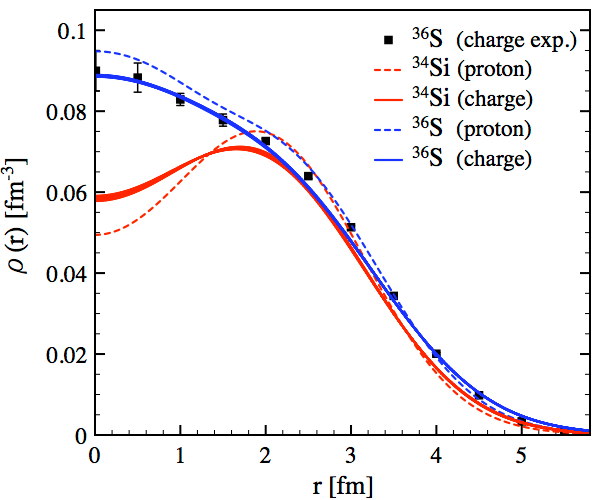 0.1
0.08
0.06
0.04
0.02
0
ρ (r) [fm⁻³]
³⁶S (charge exp.)
³⁴Si (proton)
³⁴Si (charge)
³⁶S (proton)
³⁶S (charge)
0 1 2 3 4 5
r [fm]